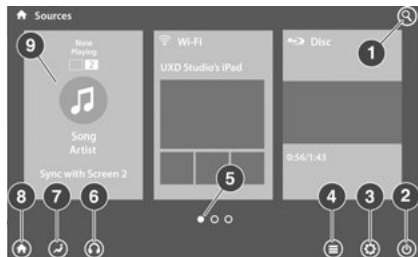 Sources
1
9
Now
Playing
2
Wi-Fi
Disc
UXD Studio's iPad
Song
Artist
0:56/1:43
Sync with Screen 2
8
7
6
5
4
3
2